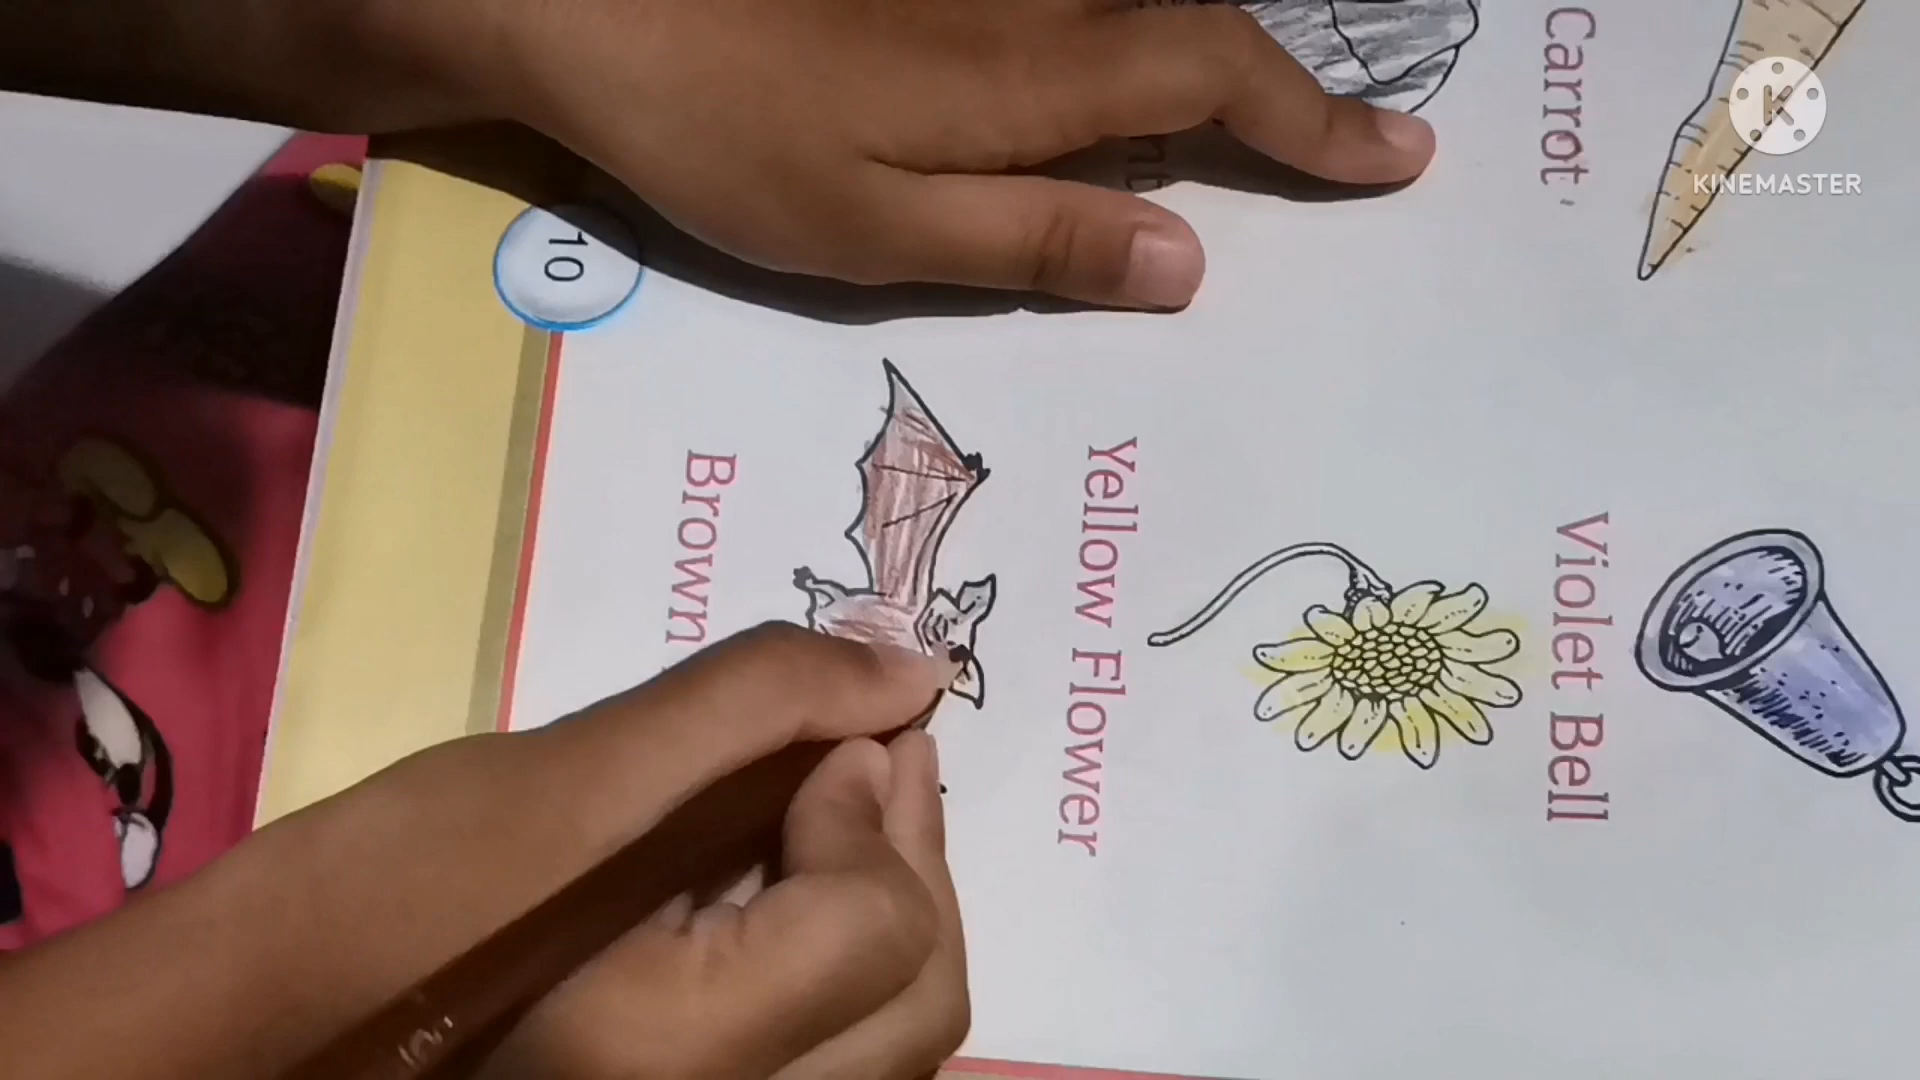 Carrot
Violet Bell
Yellow Flower
Brown
10
K
KINEMASTER